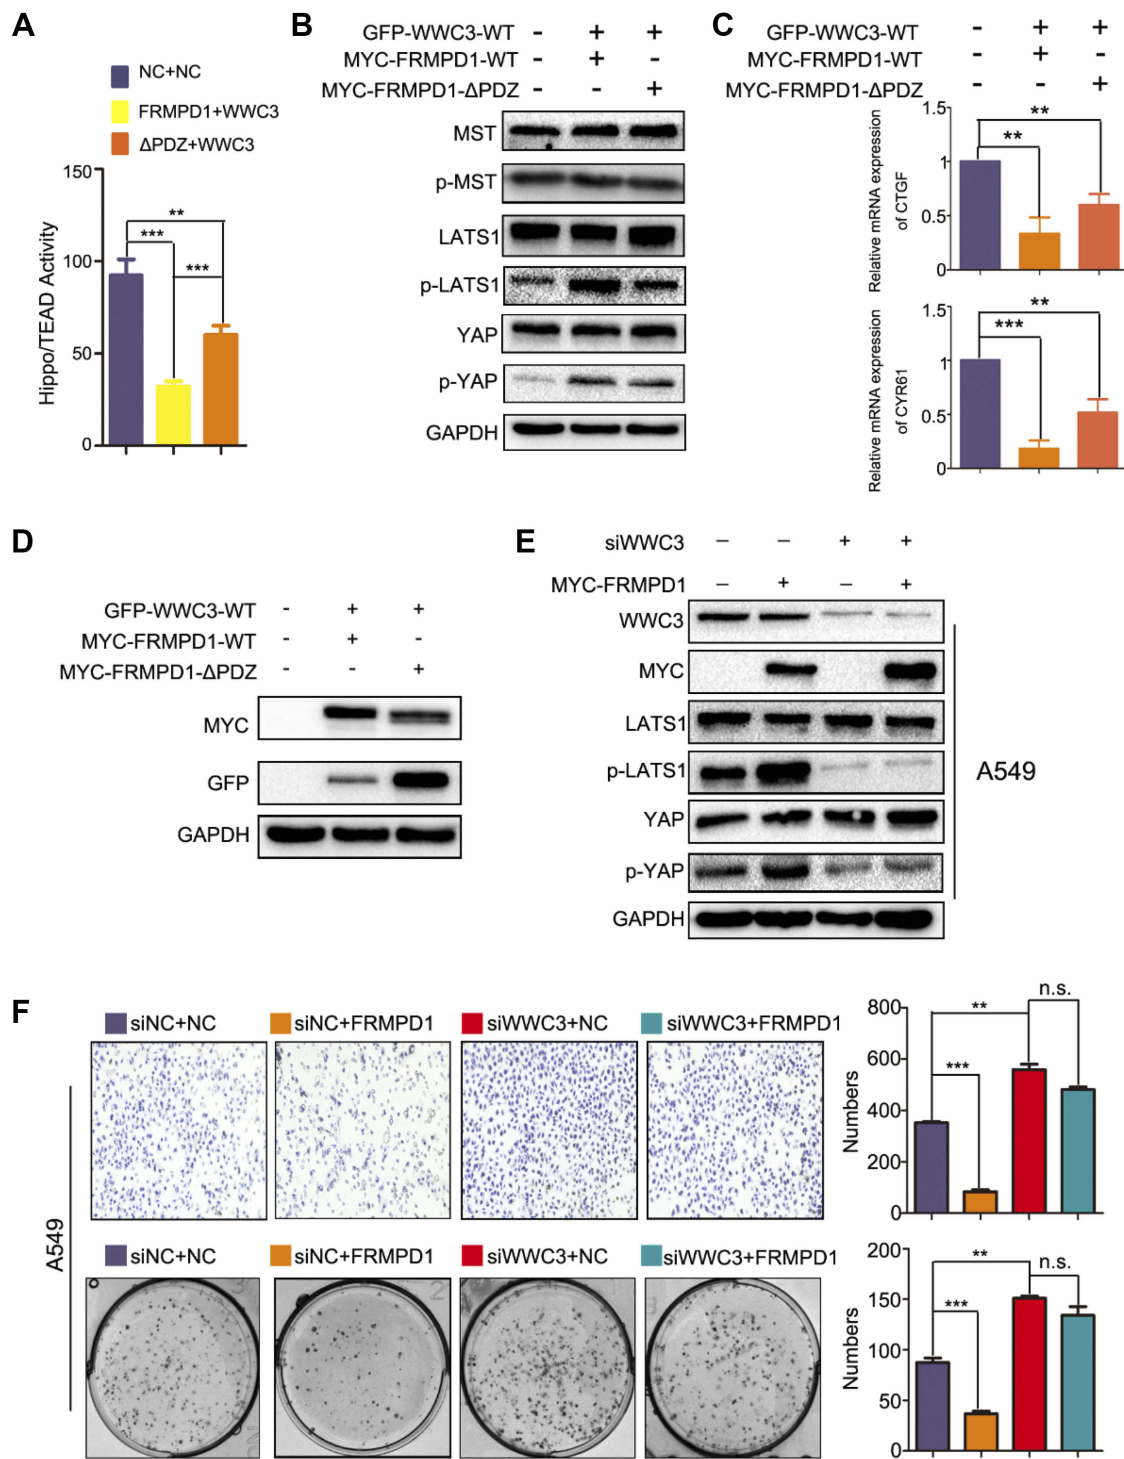 A
NC+NC
FRMPD1+WWC3
ΔPDZ+WWC3
Hippo/TEAD Activity
150
100
50
0
**
***
***
B
GFP-WWC3-WT - + +
MYC-FRMPD1-WT - + -
MYC-FRMPD1-ΔPDZ - - +
MST
p-MST
LATS1
p-LATS1
YAP
p-YAP
GAPDH
C
GFP-WWC3-WT - + +
MYC-FRMPD1-WT - + -
MYC-FRMPD1-ΔPDZ - - +
Relative mRNA expression
of CTGF
1.5
1
0.5
0
**
**
Relative mRNA expression
of CYR61
1.5
1
0.5
0
**
***
D
GFP-WWC3-WT - + +
MYC-FRMPD1-WT - + -
MYC-FRMPD1-ΔPDZ - - +
MYC
GFP
GAPDH
E
siWWC3 – – + +
MYC-FRMPD1 – + – +
WWC3
MYC
LATS1
p-LATS1
YAP
p-YAP
GAPDH
A549
F
A549
siNC+NC siNC+FRMPD1 siWWC3+NC siWWC3+FRMPD1
Numbers
800
600
400
200
0
***
**
n.s.
siNC+NC siNC+FRMPD1 siWWC3+NC siWWC3+FRMPD1
Numbers
200
150
100
50
0
***
**
n.s.